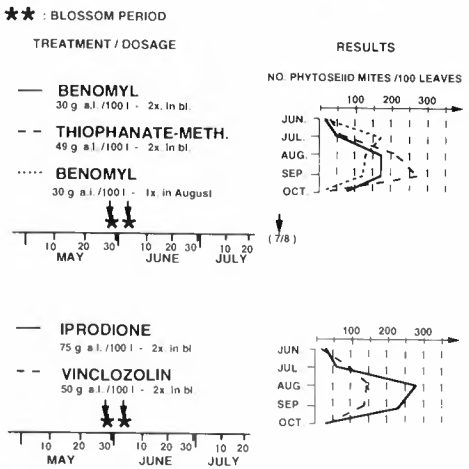 ★★ : BLOSSOM PERIOD
TREATMENT / DOSAGE
RESULTS
NO. PHYTOSEIID MITES /100 LEAVES
— BENOMYL
30 g a.i. /100 l - 2x. in bl.
-- THIOPHANATE-METH.
49 g a.l. /100 l - 2x. in bl.
..... BENOMYL
30 g a.i. /100 l - 1x. in August
100 200 300
JUN.
JUL.
AUG.
SEP.
OCT.
(7/8)
10 20 30 10 20 30 10 20
MAY JUNE JULY
— IPRODIONE
75 g a.l. /100 l - 2x. in bl
-- VINCLOZOLIN
50 g a.l. /100 l - 2x. in bl.
100 200 300
JUN
JUL
AUG
SEP.
OCT.
10 20 30 10 20 30 10 20
MAY JUNE JULY